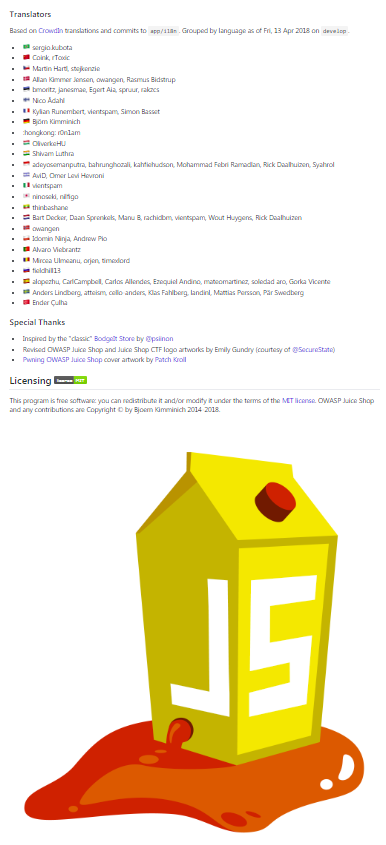 Translators
Based on CrowdIn translations and commits to app/i18n. Grouped by language as of Fri, 13 Apr 2018 on develop.
sergio.kubota
Coink, rToxic
Martin Hartl, stejkenzie
Allan Kimmer Jensen, owangen, Rasmus Bidstrup
bmoritz, janesmae, Egert Aia, spruur, rakzcs
Nico Ådahl
Kylian Runembert, vientspam, Simon Basset
Björn Kimminich
:hongkong: r0n1am
OliverkeHU
Shivam Luthra
adeyosemanputra, bahrunghozali, kahfiehudson, Mohammad Febri Ramadlan, Rick Daalhuizen, Syahrol
AviD, Omer Levi Hevroni
vientspam
ninoseki, nilfigo
thinbashane
Bart Decker, Daan Sprenkels, Manu B, rachidbm, vientspam, Wout Huygens, Rick Daalhuizen
owangen
Idomin Ninja, Andrew Pio
Alvaro Viebrantz
Mircea Ulmeanu, orjen, timexlord
fieldhill13
alopezhu, CarlCampbell, Carlos Allendes, Ezequiel Andino, mateomartinez, soledad aro, Gorka Vicente
Anders Lindberg, atteism, cello-anders, Klas Fahlberg, landinl, Mattias Persson, Pär Swedberg
Ender Çulha
Special Thanks
Inspired by the "classic" BodgeIt Store by @psiinon
Revised OWASP Juice Shop and Juice Shop CTF logo artworks by Emily Gundry (courtesy of @SecureState)
Pwning OWASP Juice Shop cover artwork by Patch Kroll
Licensing license MIT
This program is free software: you can redistribute it and/or modify it under the terms of the MIT license. OWASP Juice Shop
and any contributions are Copyright © by Bjoern Kimminich 2014-2018.
JS